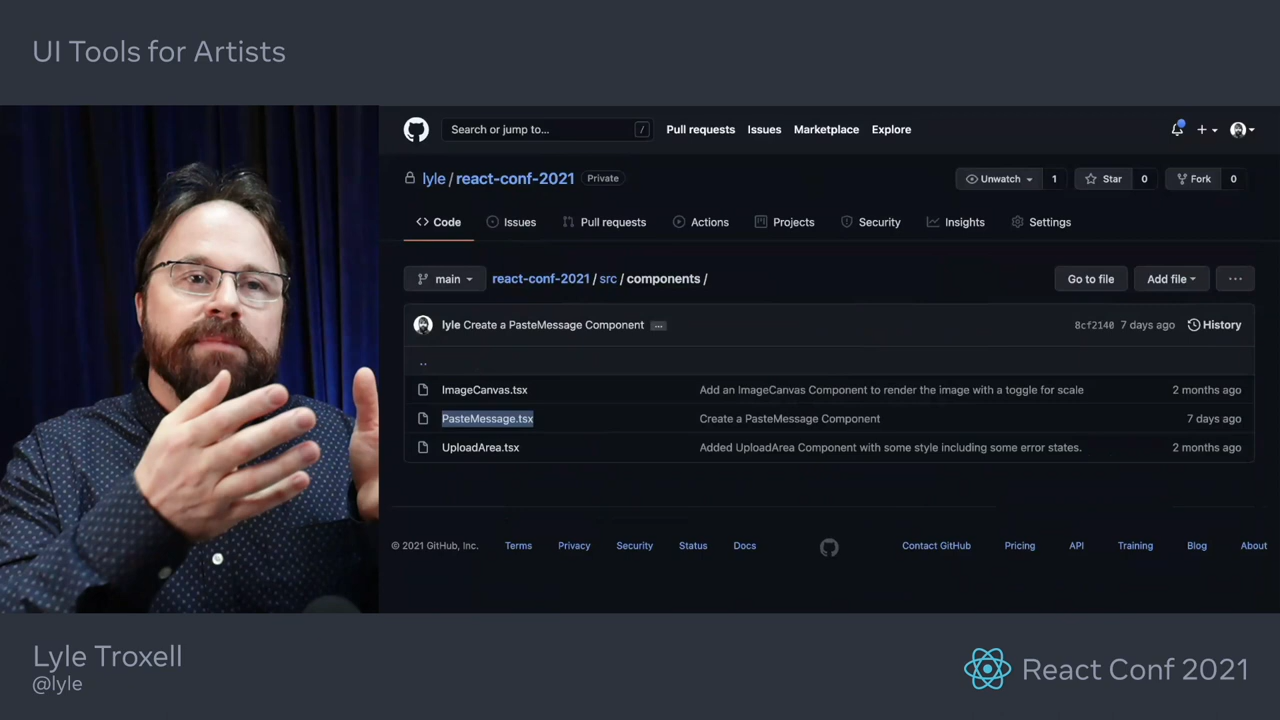 UI Tools for Artists
Search or jump to... / Pull requests Issues Marketplace Explore
lyle / react-conf-2021 Private Unwatch 1 Star 0 Fork 0
Code Issues Pull requests Actions Projects Security Insights Settings
main react-conf-2021 / src / components / Go to file Add file ...
lyle Create a PasteMessage Component ... 8cf2140 7 days ago History
..
ImageCanvas.tsx Add an ImageCanvas Component to render the image with a toggle for scale 2 months ago
PasteMessage.tsx Create a PasteMessage Component 7 days ago
UploadArea.tsx Added UploadArea Component with some style including some error states. 2 months ago
© 2021 GitHub, Inc. Terms Privacy Security Status Docs Contact GitHub Pricing API Training Blog About
Lyle Troxell
@lyle
React Conf 2021